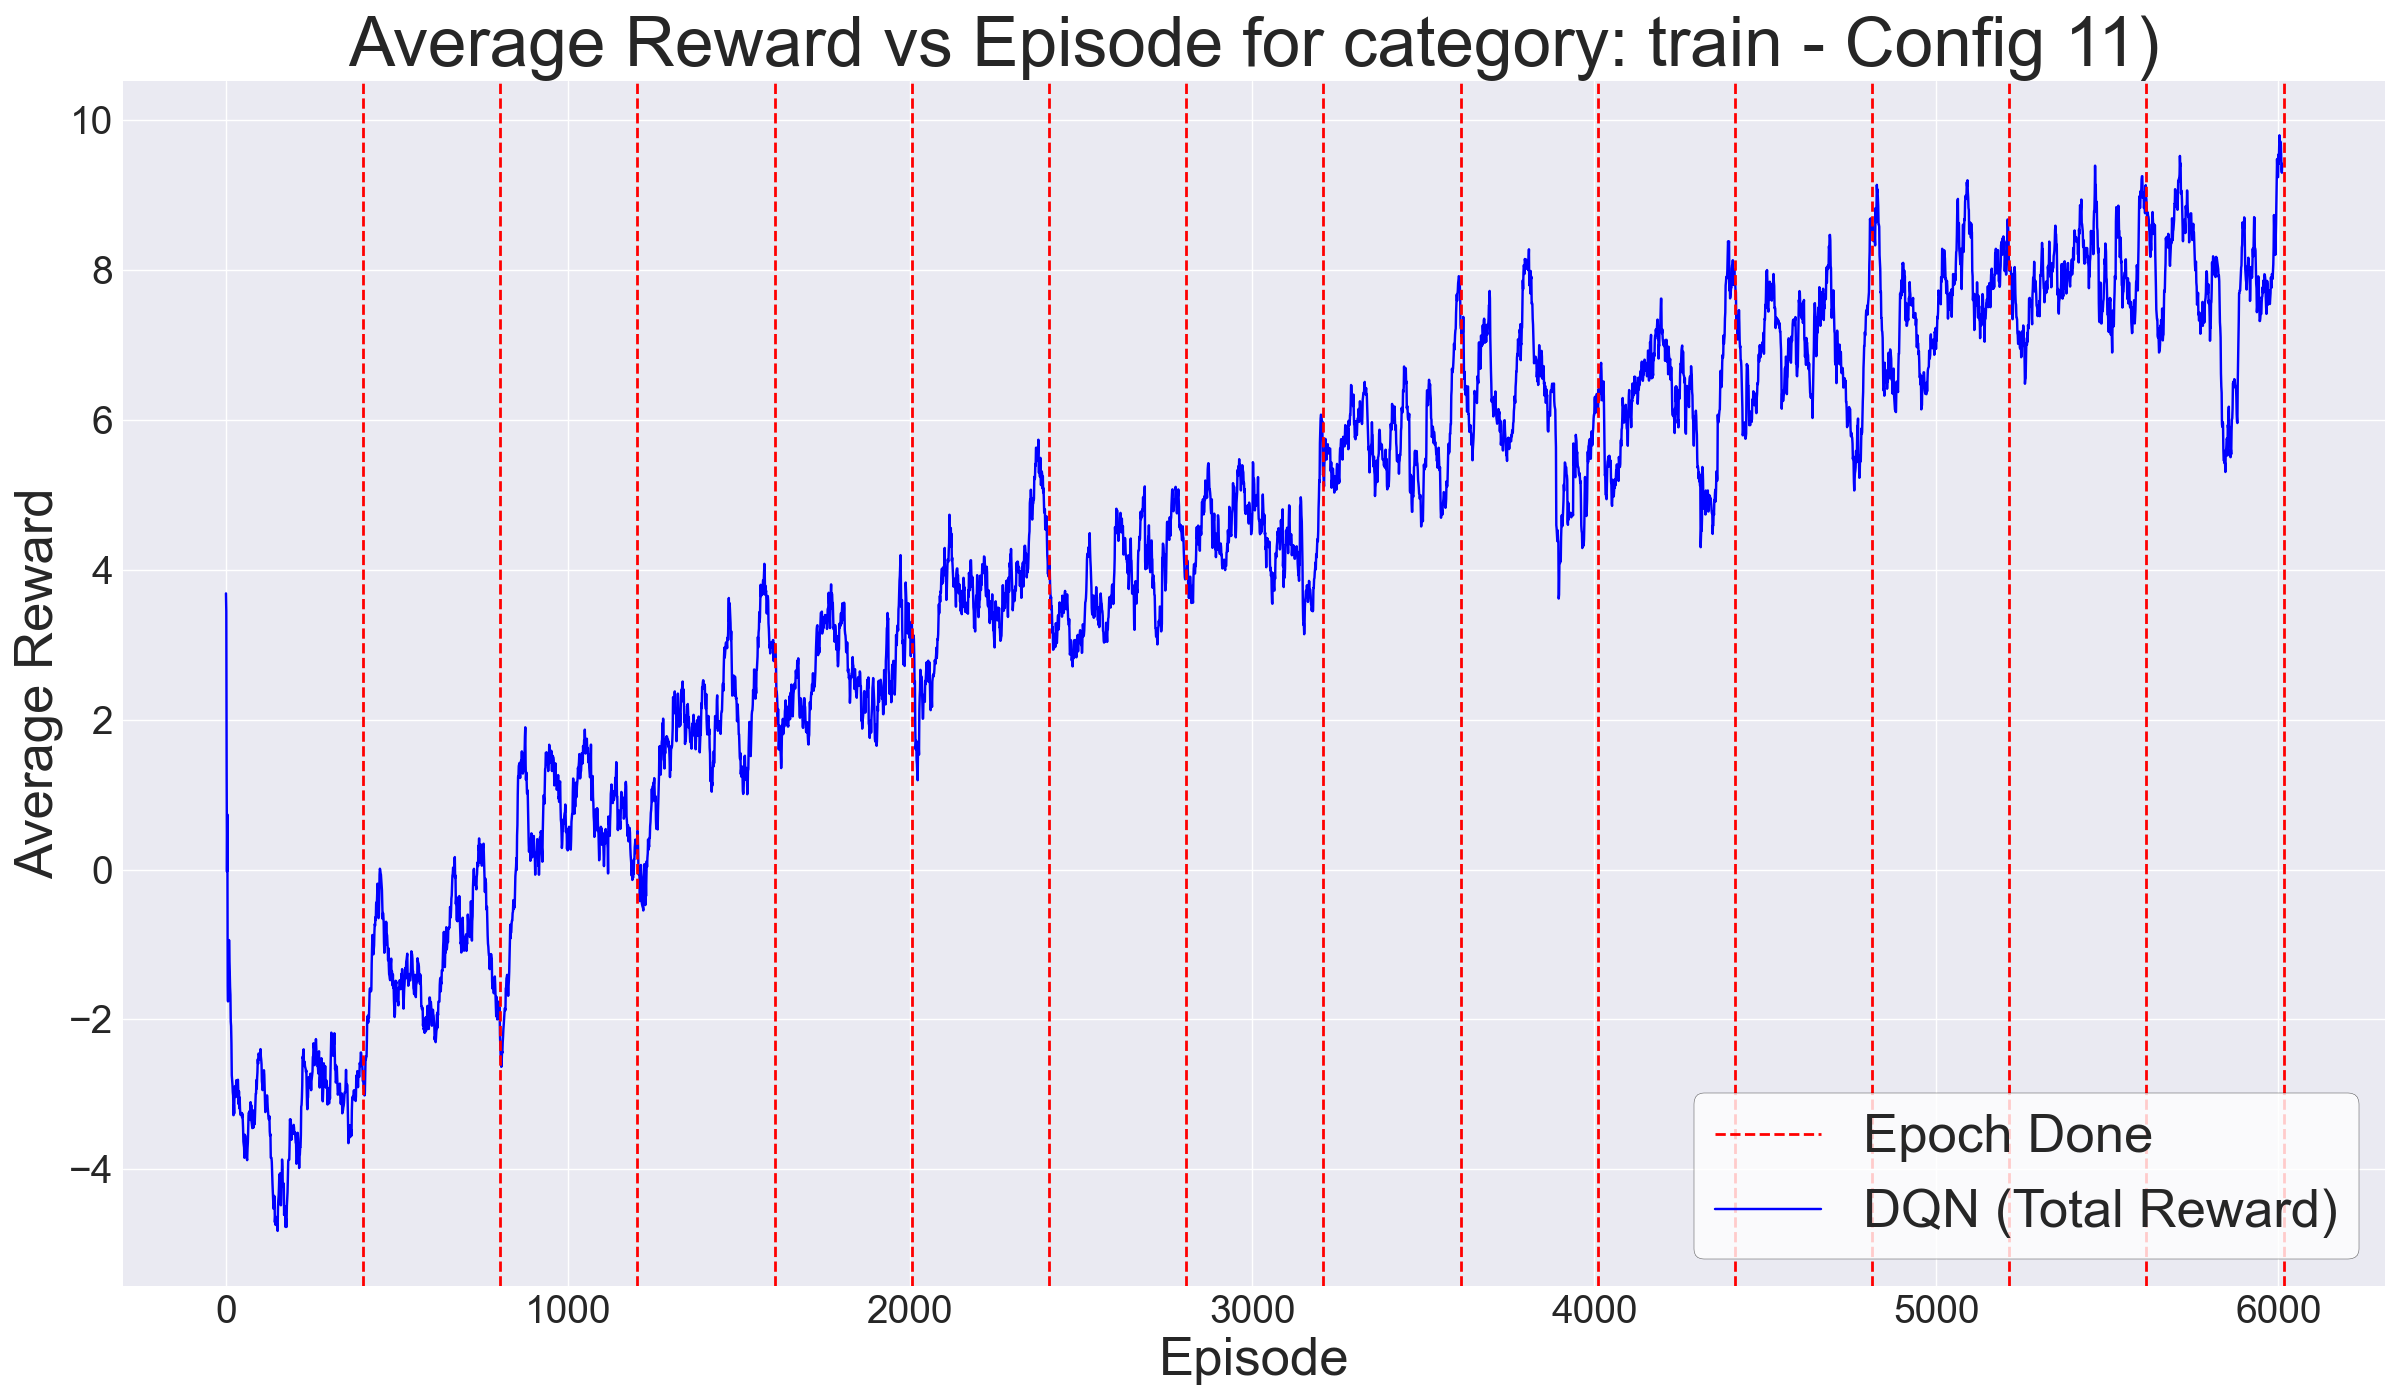 Average Reward vs Episode for category: train - Config 11)
Average Reward
10
8
6
4
2
0
−2
−4
0 1000 2000 3000 4000 5000 6000
Episode
Epoch Done
DQN (Total Reward)